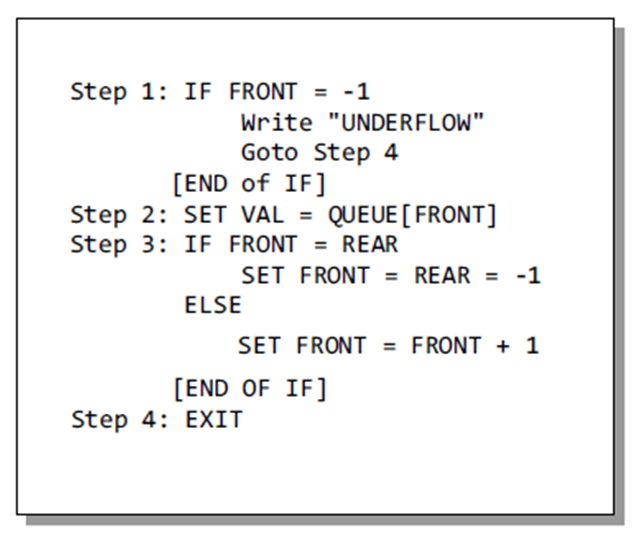 Step 1: IF FRONT = -1
Write "UNDERFLOW"
Goto Step 4
[END of IF]
Step 2: SET VAL = QUEUE[FRONT]
Step 3: IF FRONT = REAR
SET FRONT = REAR = -1
ELSE
SET FRONT = FRONT + 1
[END OF IF]
Step 4: EXIT